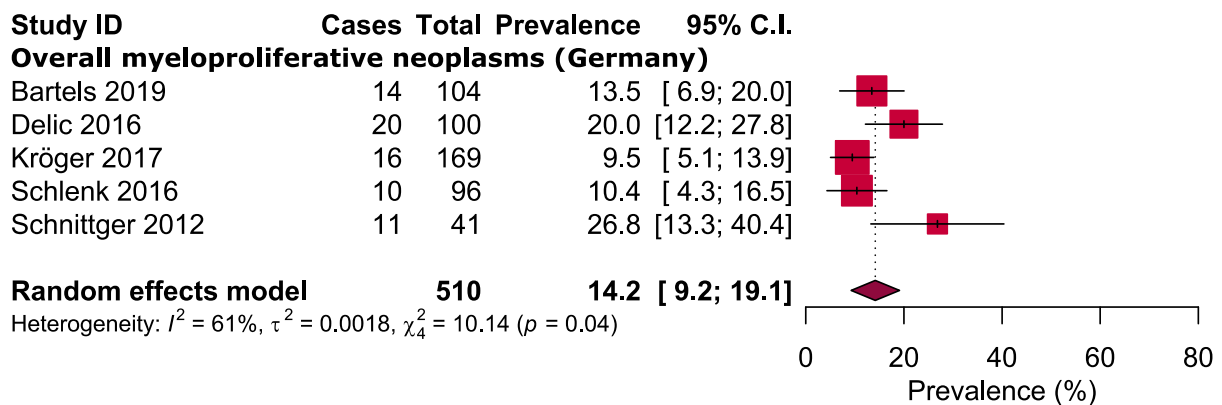 Study ID Cases Total Prevalence 95% C.I.
Overall myeloproliferative neoplasms (Germany)
Bartels 2019 14 104 13.5 [ 6.9; 20.0]
Delic 2016 20 100 20.0 [12.2; 27.8]
Kröger 2017 16 169 9.5 [ 5.1; 13.9]
Schlenk 2016 10 96 10.4 [ 4.3; 16.5]
Schnittger 2012 11 41 26.8 [13.3; 40.4]
Random effects model 510 14.2 [ 9.2; 19.1]
Heterogeneity: I² = 61%, τ² = 0.0018, χ²₄ = 10.14 (p = 0.04)
0 20 40 60 80
Prevalence (%)